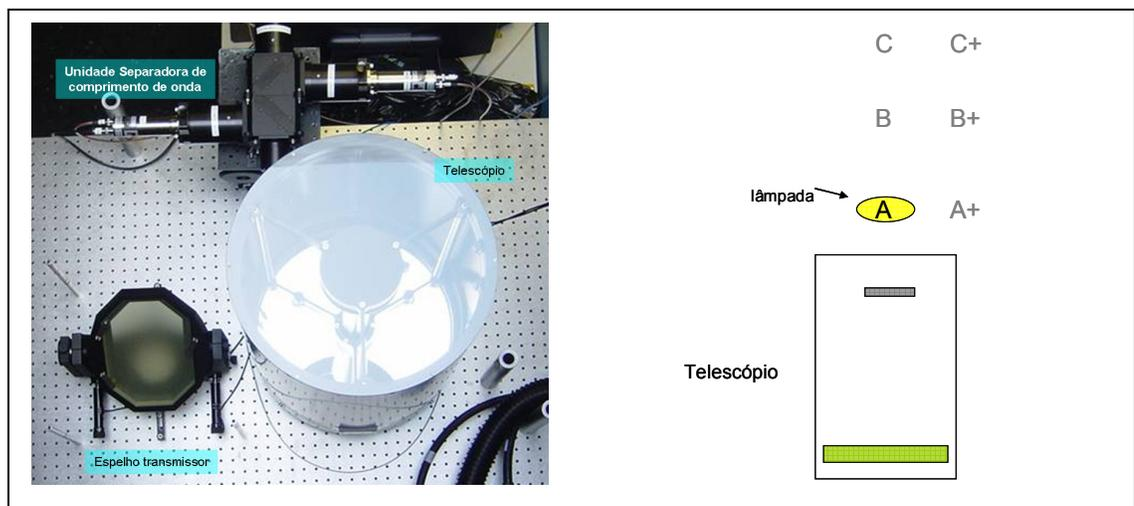 Unidade Separadora de
comprimento de onda
Telescópio
Espelho transmissor
C C+
B B+
lâmpada
A A+
Telescópio